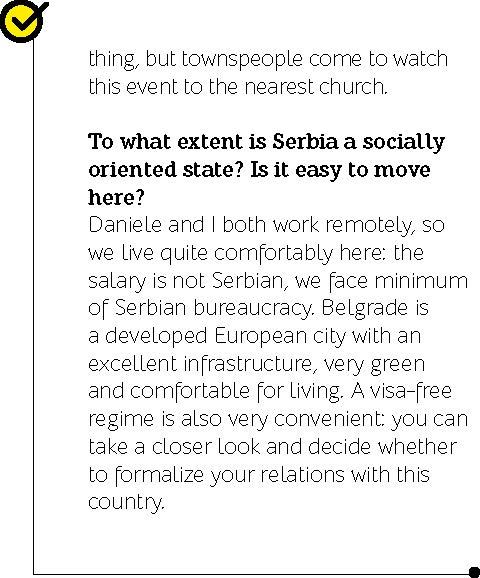 thing, but townspeople come to watch
this event to the nearest church.
To what extent is Serbia a socially
oriented state? Is it easy to move
here?
Daniele and I both work remotely, so
we live quite comfortably here: the
salary is not Serbian, we face minimum
of Serbian bureaucracy. Belgrade is
a developed European city with an
excellent infrastructure, very green
and comfortable for living. A visa-free
regime is also very convenient: you can
take a closer look and decide whether
to formalize your relations with this
country.